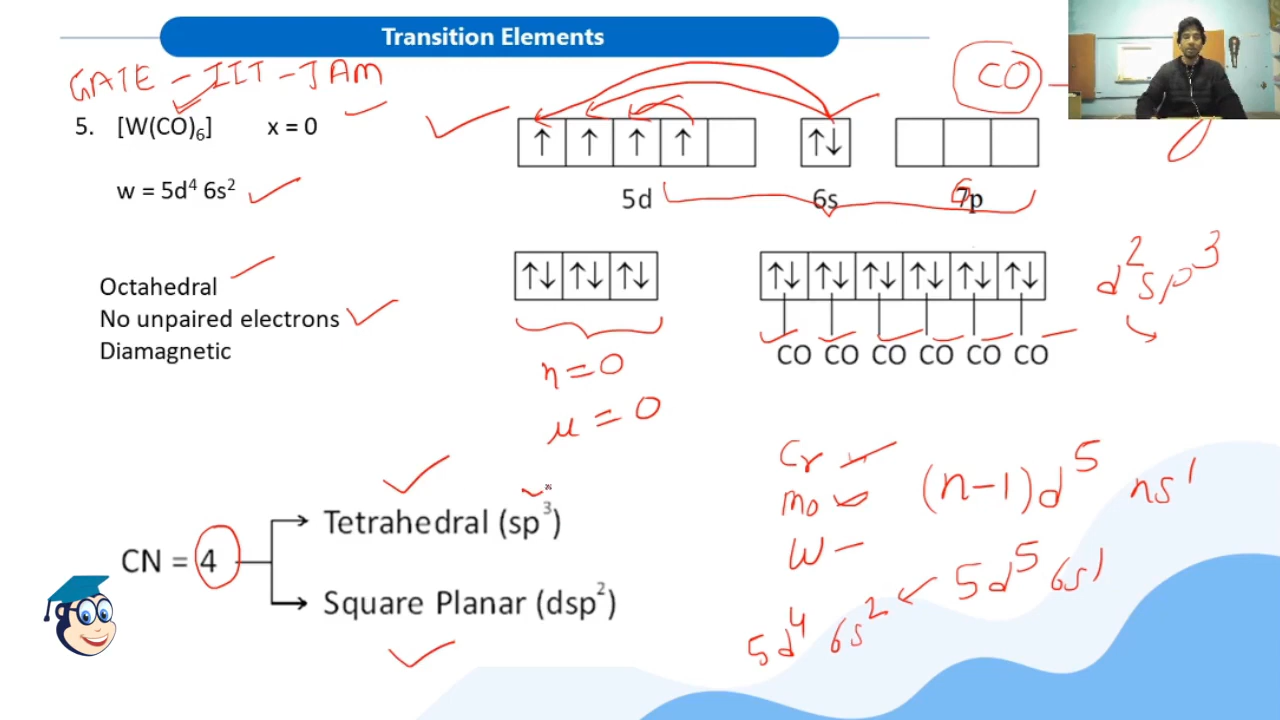 Transition Elements
GATE - IIT - JAM
CO
5. [W(CO)₆] x = 0
w = 5d⁴ 6s²
5d 6s 7p
6
Octahedral
No unpaired electrons
Diamagnetic
d²sp³
CO CO CO CO CO CO
n = 0
μ = 0
Cr
Mo
W
(n-1)d⁵ ns¹
5d⁵ 6s¹
5d⁴ 6s²
CN = 4
Tetrahedral (sp³)
Square Planar (dsp²)